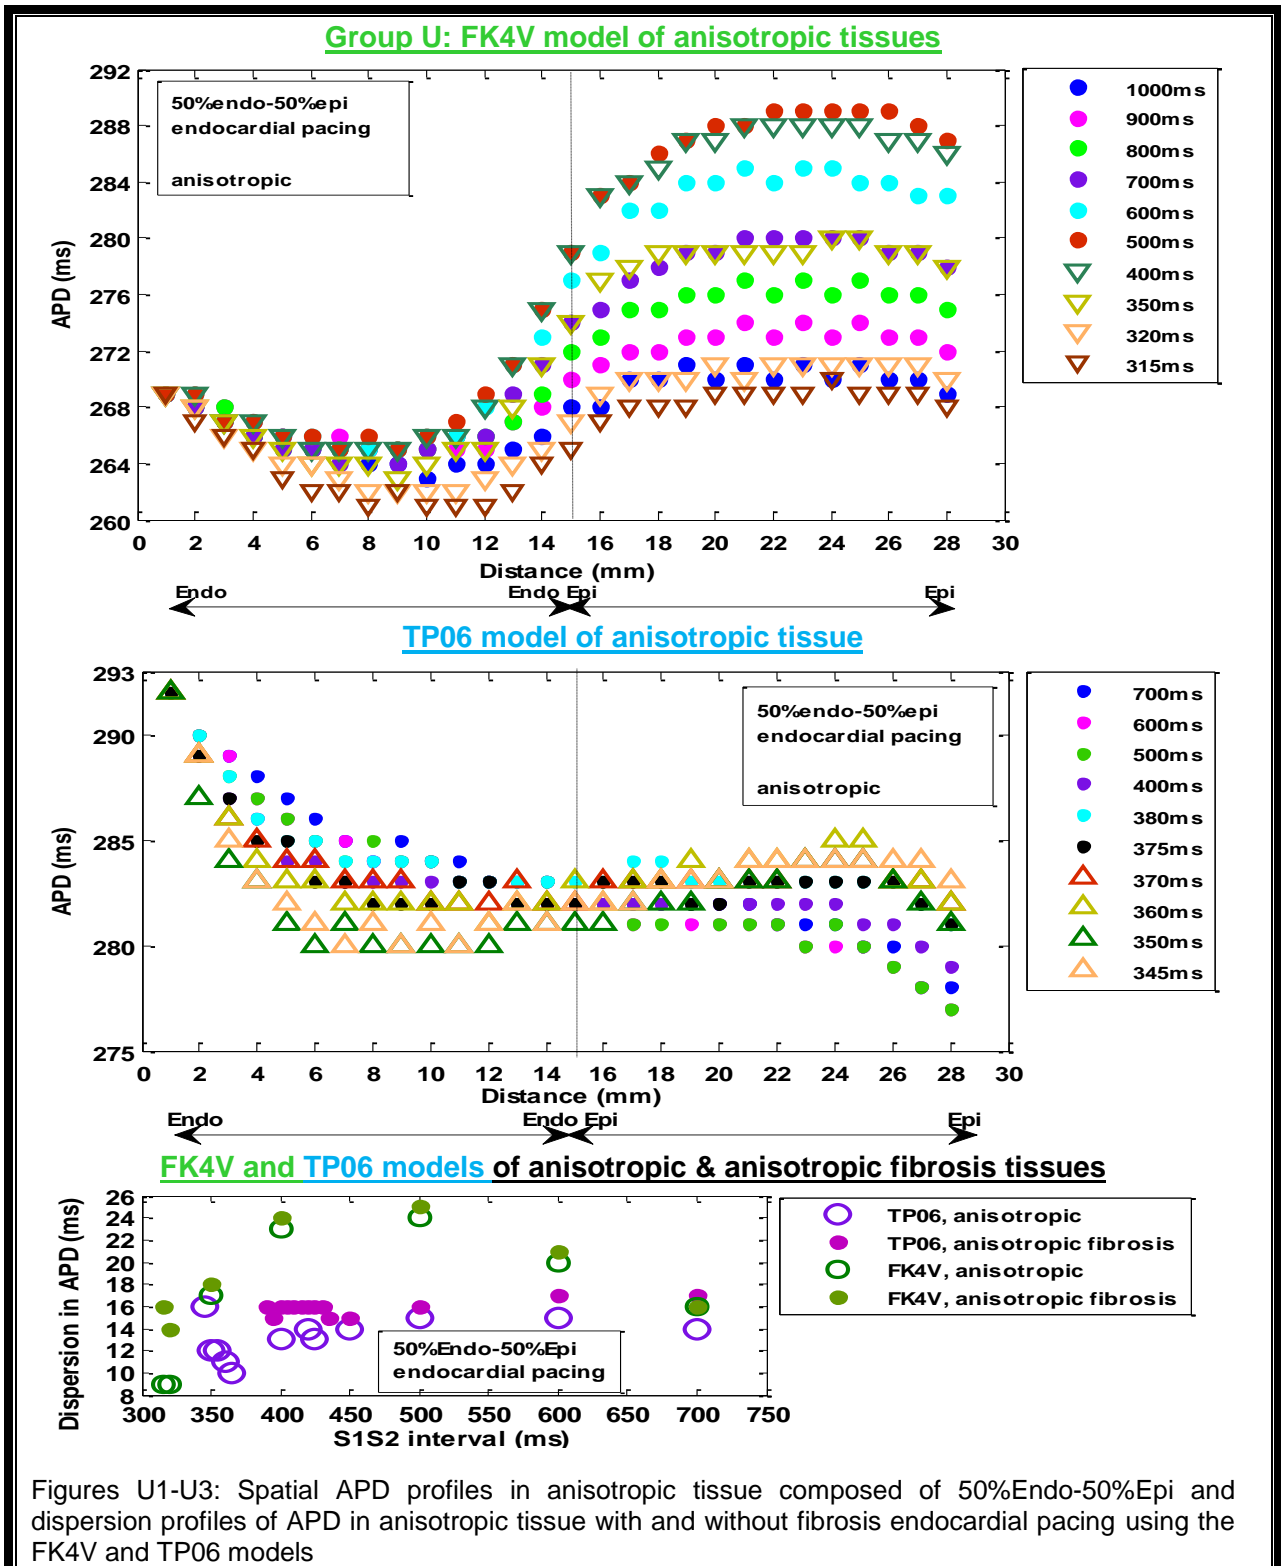 Group U: FK4V model of anisotropic tissues
292
288
284
280
276
272
268
264
260
APD (ms)
50%endo-50%epi
endocardial pacing
anisotropic
0 2 4 6 8 10 12 14 16 18 20 22 24 26 28 30
Distance (mm)
Endo Endo Epi Epi
1000ms
900ms
800ms
700ms
600ms
500ms
400ms
350ms
320ms
315ms
TP06 model of anisotropic tissue
293
290
285
280
275
APD (ms)
50%endo-50%epi
endocardial pacing
anisotropic
0 2 4 6 8 10 12 14 16 18 20 22 24 26 28 30
Distance (mm)
Endo Endo Epi Epi
700ms
600ms
500ms
400ms
380ms
375ms
370ms
360ms
350ms
345ms
FK4V and TP06 models of anisotropic & anisotropic fibrosis tissues
26
24
22
20
18
16
14
12
10
8
Dispersion in APD (ms)
50%Endo-50%Epi
endocardial pacing
300 350 400 450 500 550 600 650 700 750
S1S2 interval (ms)
TP06, anisotropic
TP06, anisotropic fibrosis
FK4V, anisotropic
FK4V, anisotropic fibrosis
Figures U1-U3: Spatial APD profiles in anisotropic tissue composed of 50%Endo-50%Epi and
dispersion profiles of APD in anisotropic tissue with and without fibrosis endocardial pacing using the
FK4V and TP06 models